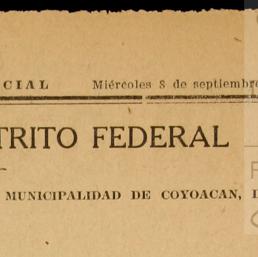 CIAL Miércoles 8 de septiembre
TRITO FEDERAL
MUNICIPALIDAD DE COYOACAN, D